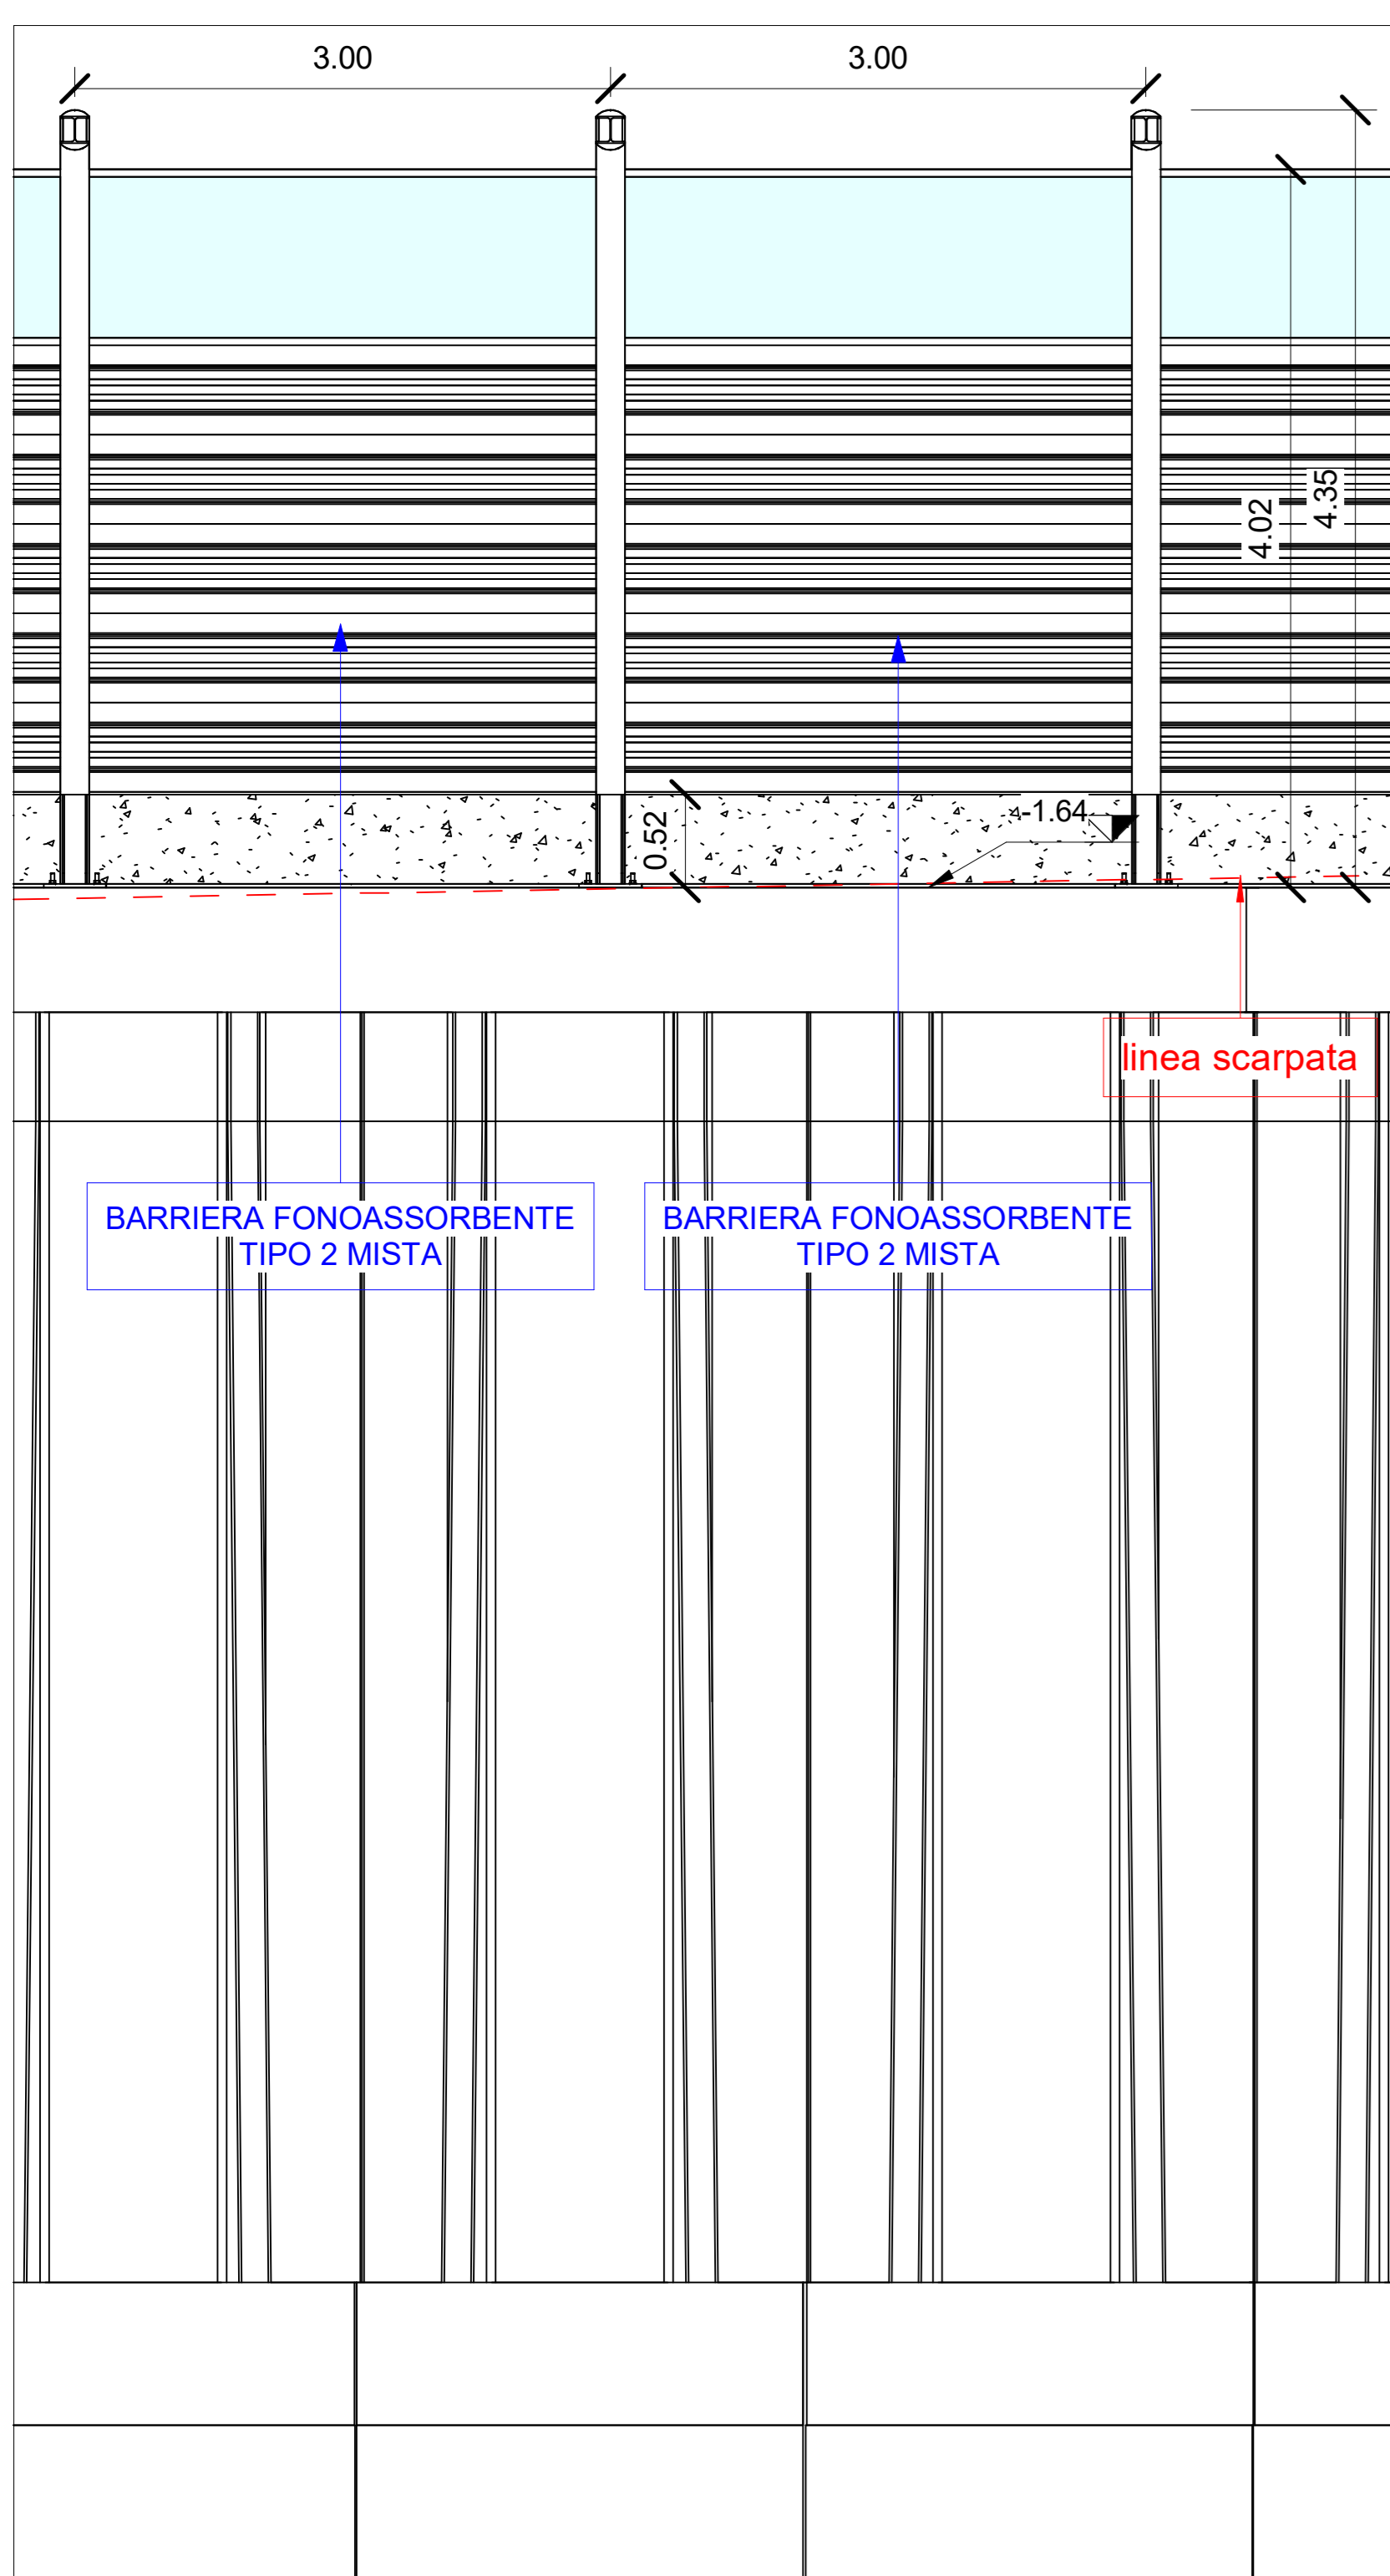 3.00
3.00
4.35
4.02
0.52
-1.64
linea scarpata
BARRIERA FONOASSORBENTE
TIPO 2 MISTA
BARRIERA FONOASSORBENTE
TIPO 2 MISTA